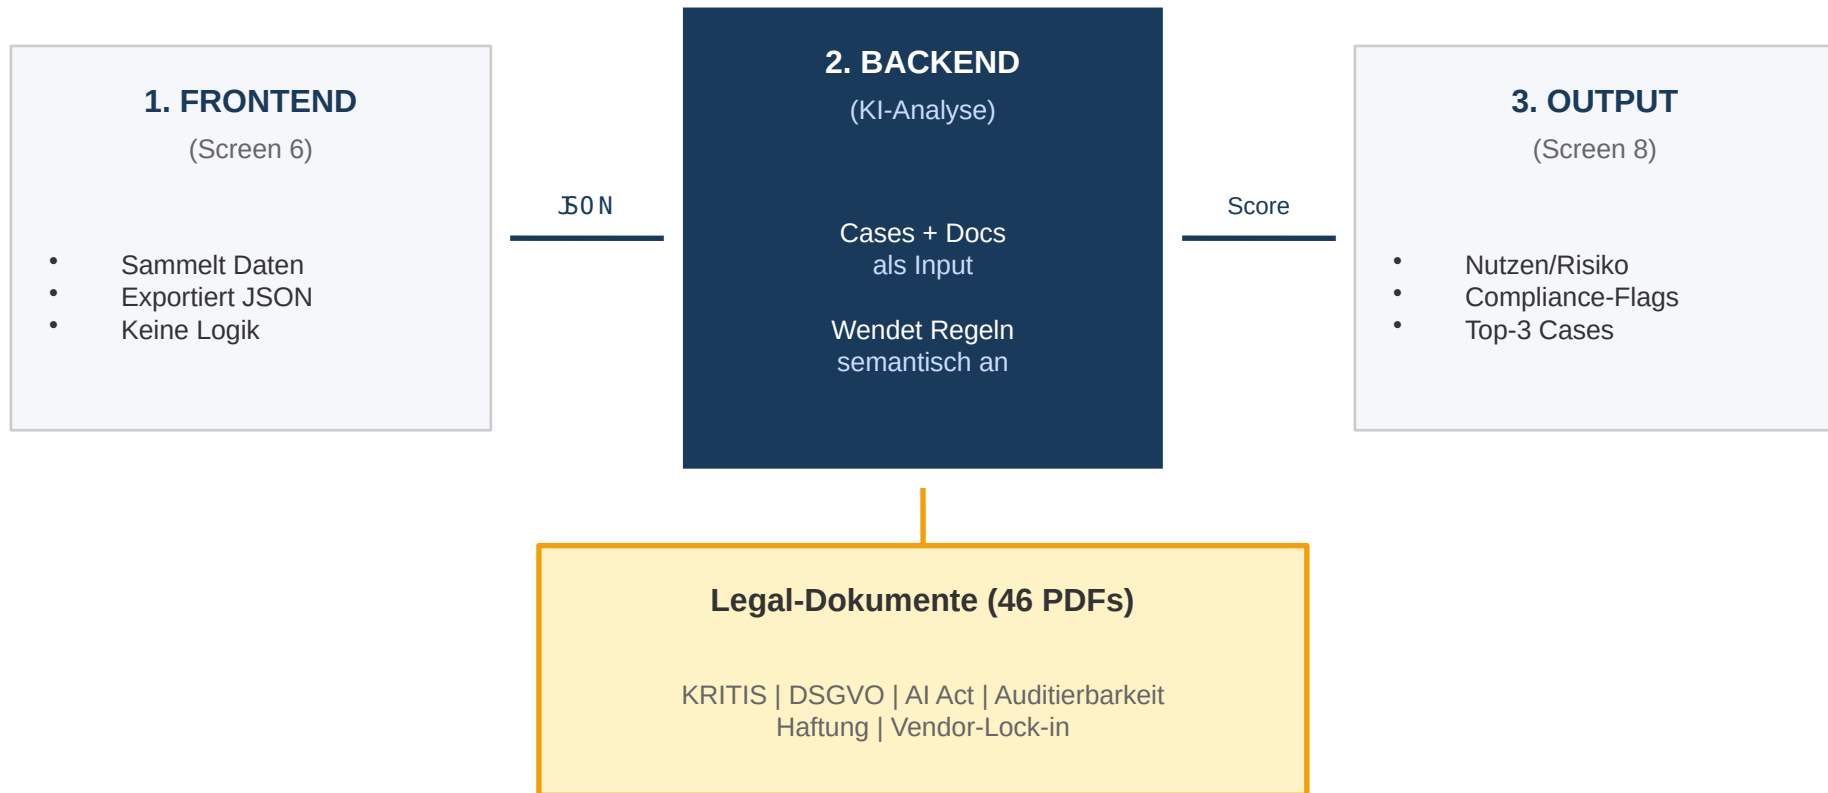 1. FRONTEND
(Screen 6)
• Sammelt Daten
• Exportiert JSON
• Keine Logik
JSON
2. BACKEND
(KI-Analyse)
Cases + Docs
als Input
Wendet Regeln
semantisch an
Score
3. OUTPUT
(Screen 8)
• Nutzen/Risiko
• Compliance-Flags
• Top-3 Cases
Legal-Dokumente (46 PDFs)
KRITIS | DSGVO | AI Act | Auditierbarkeit
Haftung | Vendor-Lock-in